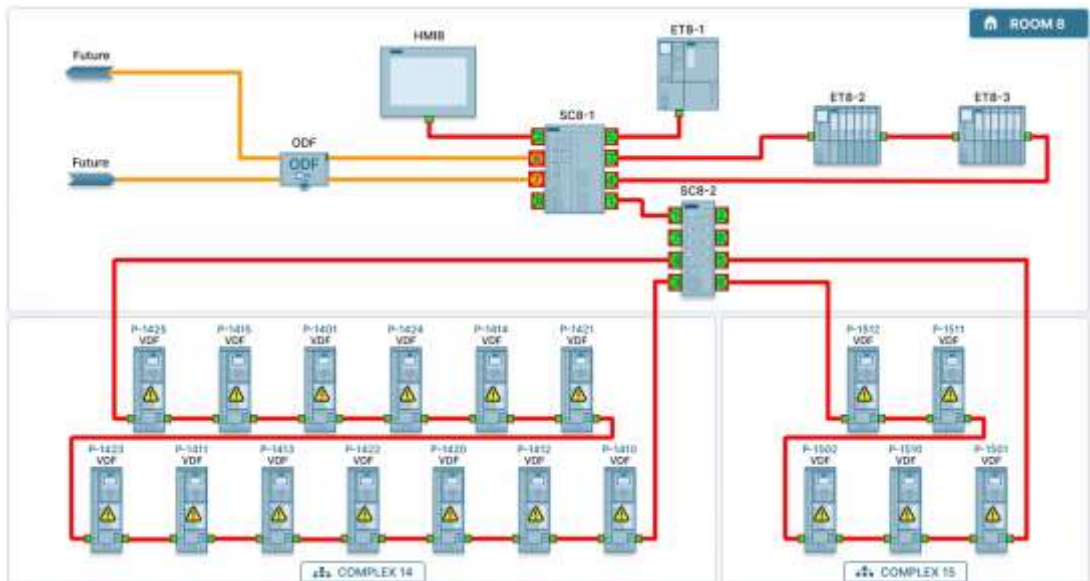 ROOM 8
HMI8
ET8-1
Future
ET8-2
ET8-3
SC8-1
ODF
ODF
Future
SC8-2
P-1425
VDF
P-1415
VDF
P-1401
VDF
P-1424
VDF
P-1414
VDF
P-1421
VDF
P-1512
VDF
P-1511
VDF
P-1423
VDF
P-1411
VDF
P-1413
VDF
P-1422
VDF
P-1420
VDF
P-1412
VDF
P-1410
VDF
P-1502
VDF
P-1510
VDF
P-1501
VDF
COMPLEX 14
COMPLEX 15